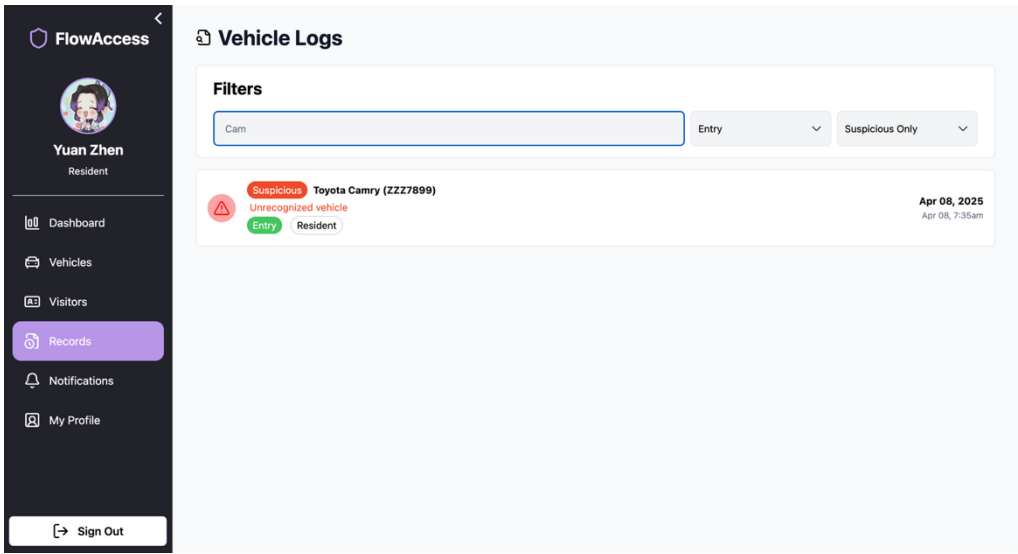 FlowAccess
Yuan Zhen
Resident
Dashboard
Vehicles
Visitors
Records
Notifications
My Profile
Sign Out
Vehicle Logs
Filters
Cam
Entry
Suspicious Only
Suspicious Toyota Camry (ZZZ7899)
Unrecognized vehicle
Entry Resident
Apr 08, 2025
Apr 08, 7:35am